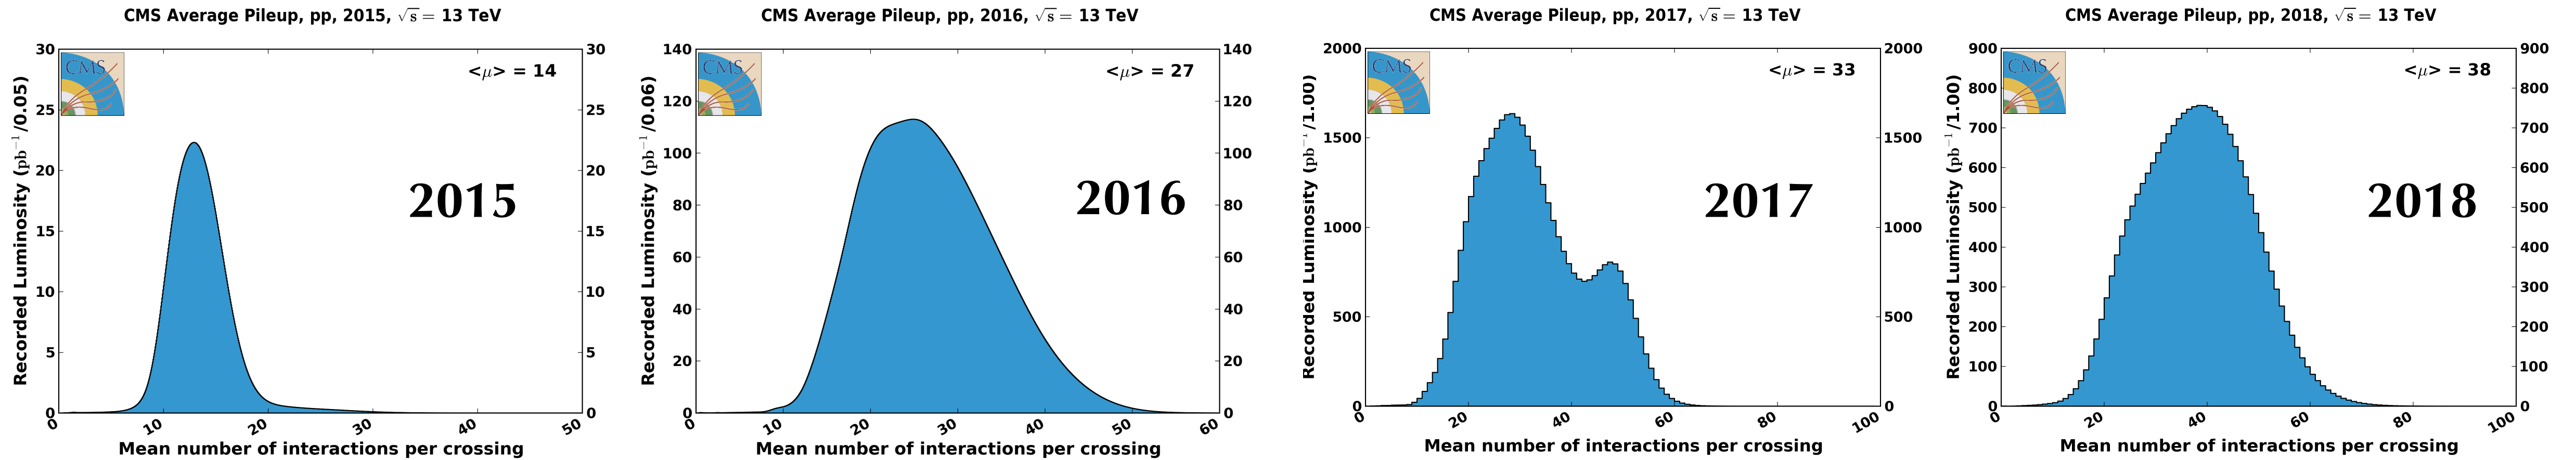 CMS Average Pileup, pp, 2015, √s = 13 TeV
30
25
20
15
10
5
0
Recorded Luminosity (pb⁻¹/0.05)
CMS
<μ> = 14
2015
30
25
20
15
10
5
0
0 10 20 30 40 50
Mean number of interactions per crossing
CMS Average Pileup, pp, 2016, √s = 13 TeV
140
120
100
80
60
40
20
0
Recorded Luminosity (pb⁻¹/0.06)
CMS
<μ> = 27
2016
140
120
100
80
60
40
20
0
0 10 20 30 40 50 60
Mean number of interactions per crossing
CMS Average Pileup, pp, 2017, √s = 13 TeV
2000
1500
1000
500
0
Recorded Luminosity (pb⁻¹/1.00)
CMS
<μ> = 33
2017
2000
1500
1000
500
0
0 20 40 60 80 100
Mean number of interactions per crossing
CMS Average Pileup, pp, 2018, √s = 13 TeV
900
800
700
600
500
400
300
200
100
0
Recorded Luminosity (pb⁻¹/1.00)
CMS
<μ> = 38
2018
900
800
700
600
500
400
300
200
100
0
0 20 40 60 80 100
Mean number of interactions per crossing